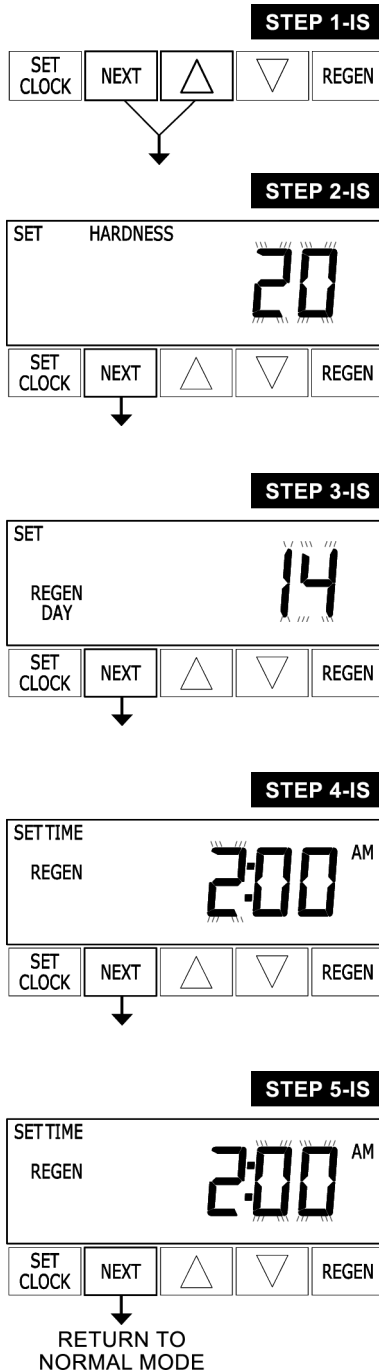 STEP 1-IS
SET CLOCK NEXT REGEN
STEP 2-IS
SET HARDNESS
20
SET CLOCK NEXT REGEN
STEP 3-IS
SET
14
REGEN DAY
SET CLOCK NEXT REGEN
STEP 4-IS
SET TIME
REGEN 2:00 AM
SET CLOCK NEXT REGEN
STEP 5-IS
SET TIME
REGEN 2:00 AM
SET CLOCK NEXT REGEN
RETURN TO
NORMAL MODE